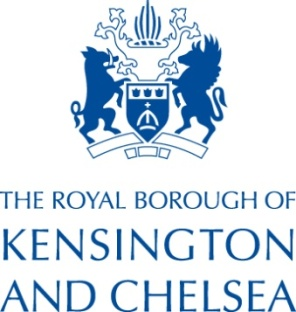 THE ROYAL BOROUGH OF
KENSINGTON
AND CHELSEA